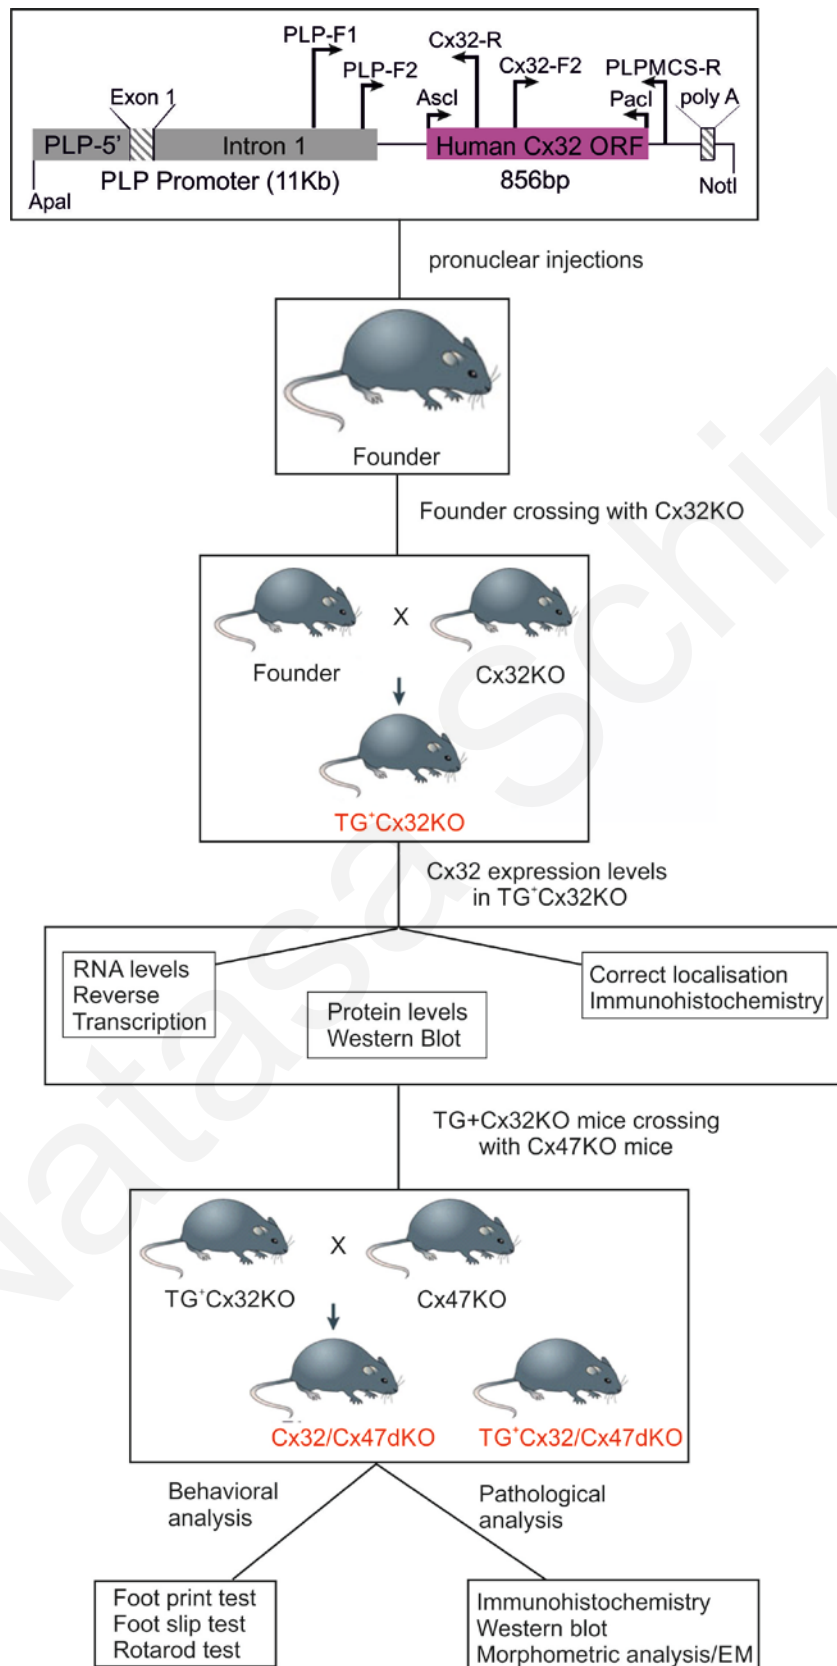 PLP-F1
Cx32-R
PLP-F2
Cx32-F2
PLPMCS-R
Exon 1
AscI
PacI
poly A
PLP-5'
Intron 1
Human Cx32 ORF
PLP Promoter (11Kb)
856bp
ApaI
NotI
pronuclear injections
Founder
Founder crossing with Cx32KO
X
Founder
Cx32KO
TG+Cx32KO
Cx32 expression levels
in TG+Cx32KO
RNA levels
Reverse
Transcription
Protein levels
Western Blot
Correct localisation
Immunohistochemistry
TG+Cx32KO mice crossing
with Cx47KO mice
X
TG+Cx32KO
Cx47KO
Cx32/Cx47dKO
TG+Cx32/Cx47dKO
Behavioral
analysis
Pathological
analysis
Foot print test
Foot slip test
Rotarod test
Immunohistochemistry
Western blot
Morphometric analysis/EM
Natasa Schiz